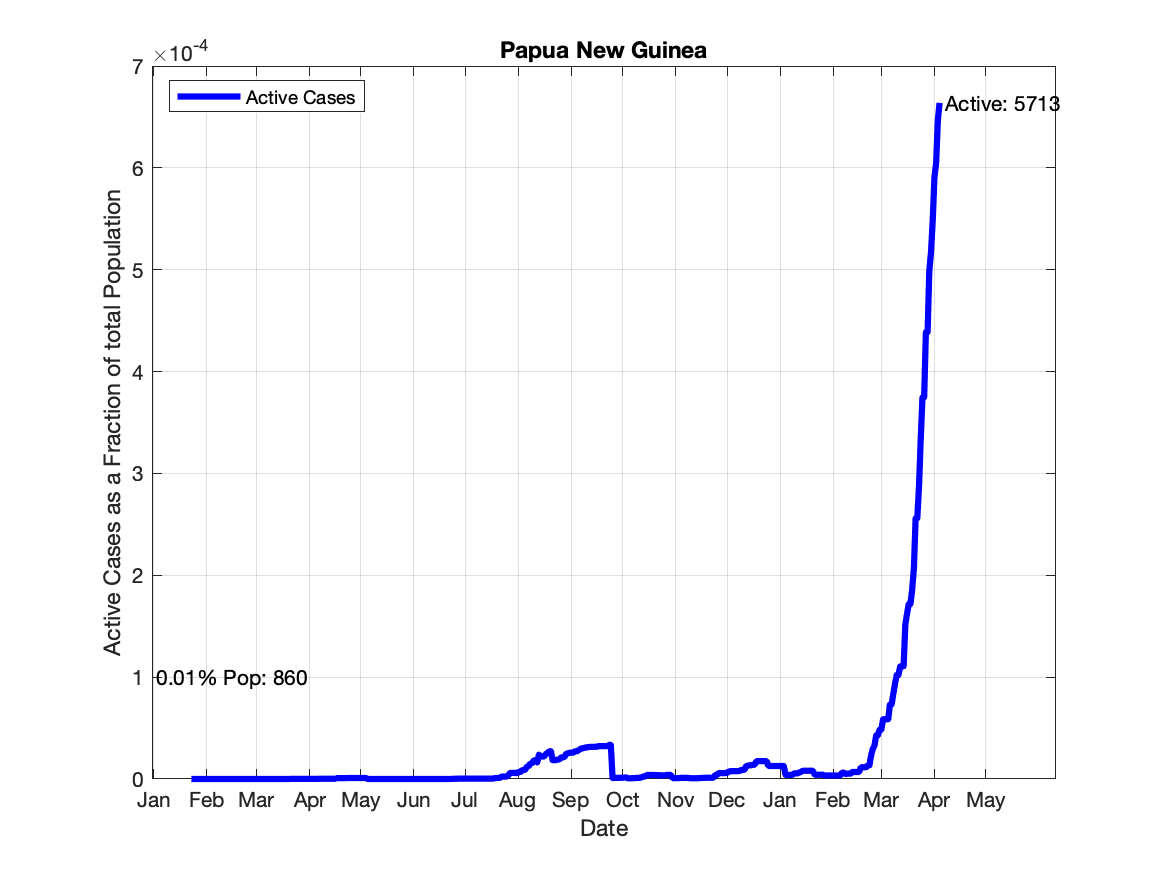 Papua New Guinea
×10-4
Active Cases
Active: 5713
7
6
5
4
3
2
1
0
0.01% Pop: 860
Active Cases as a Fraction of total Population
Jan Feb Mar Apr May Jun Jul Aug Sep Oct Nov Dec Jan Feb Mar Apr May
Date